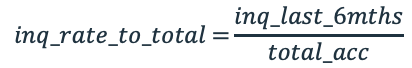 inq_rate_to_total = inq_last_6mths
total_acc